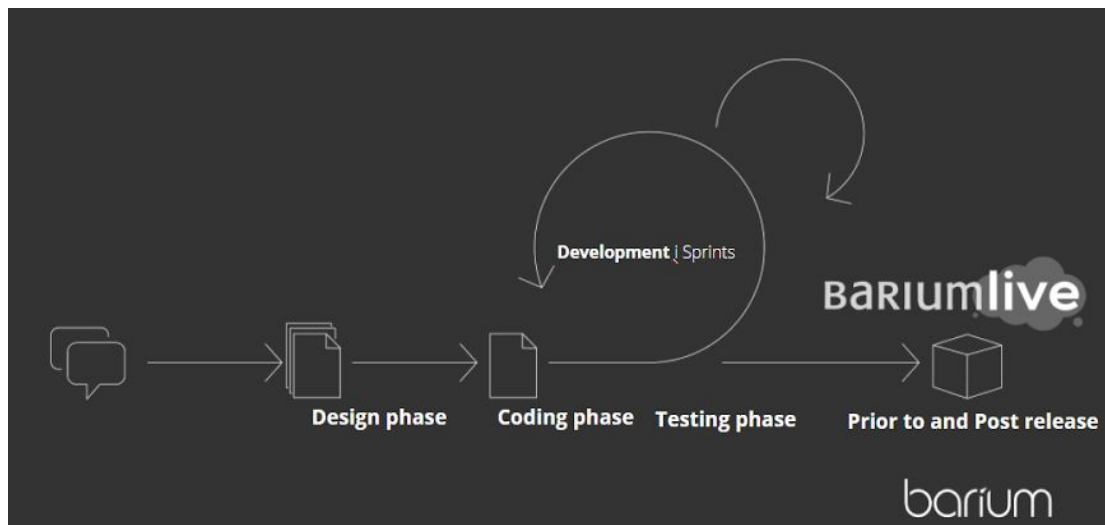 Development i Sprints
BARIUMlive
Design phase
Coding phase
Testing phase
Prior to and Post release
barium